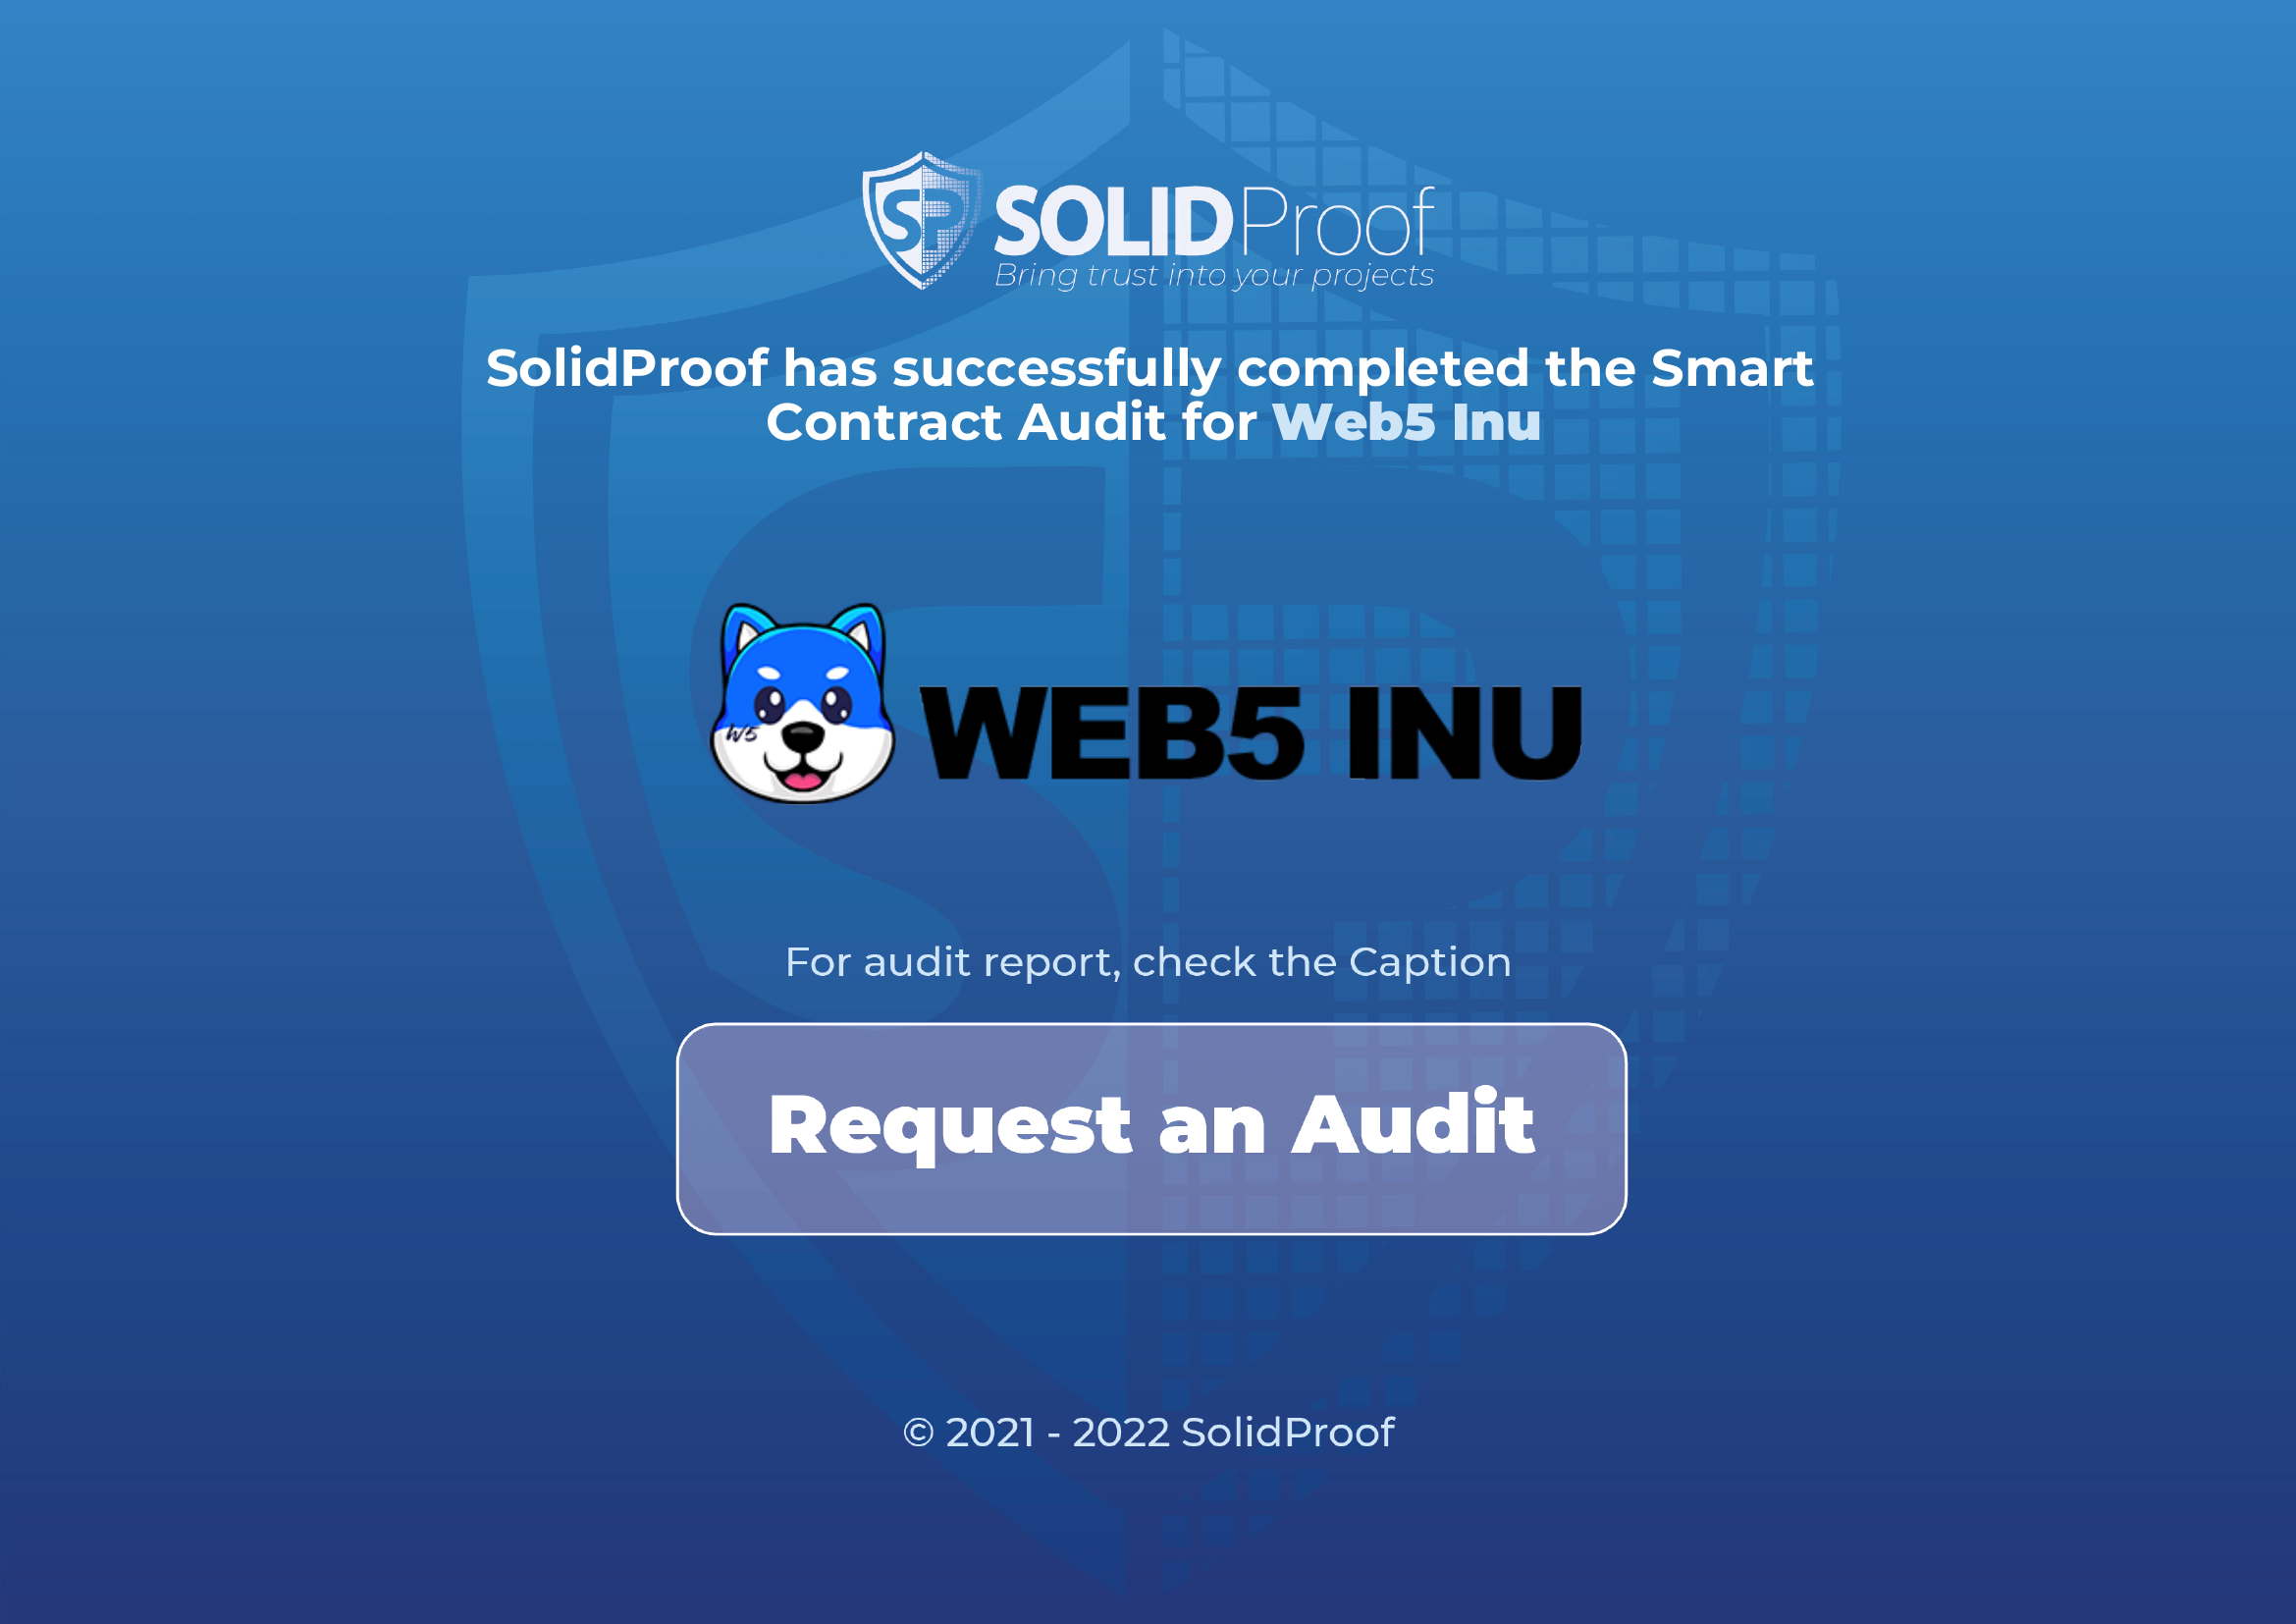 SP SOLIDProof
Bring trust into your projects
SolidProof has successfully completed the Smart
Contract Audit for Web5 Inu
W5
WEB5 INU
For audit report, check the Caption
Request an Audit
© 2021 - 2022 SolidProof